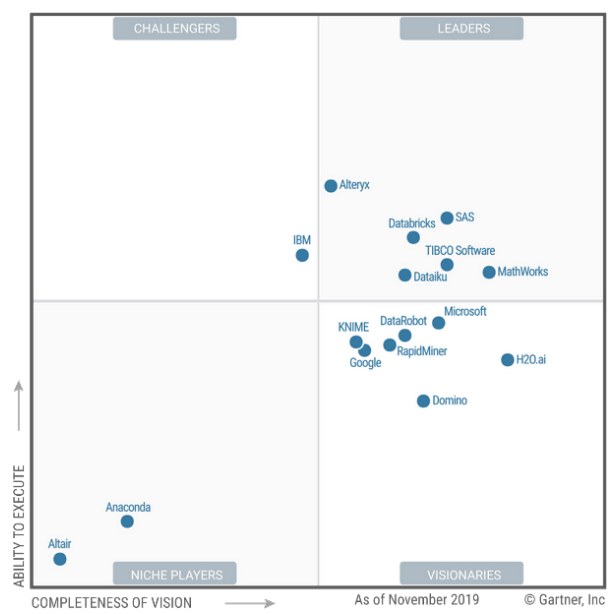 CHALLENGERS
LEADERS
Alteryx
SAS
Databricks
IBM
TIBCO Software
MathWorks
Dataiku
Microsoft
DataRobot
KNIME
RapidMiner
Google
H2O.ai
Domino
Anaconda
Altair
NICHE PLAYERS
VISIONARIES
ABILITY TO EXECUTE
COMPLETENESS OF VISION
As of November 2019
© Gartner, Inc